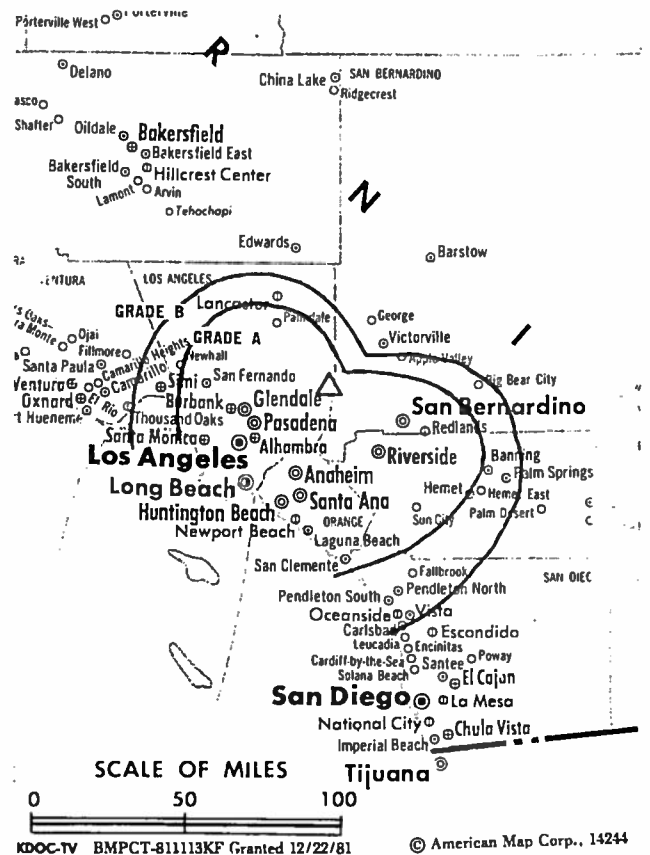 Porterville West
Porterville
R
Delano
China Lake
SAN BERNARDINO
Ridgecrest
asco
Shafter
Oildale
Bakersfield
Bakersfield East
Bakersfield
South
Hillcrest Center
Lamont
Arvin
Tehachapi
N
Edwards
Barstow
RA
VENTURA
LOS ANGELES
GRADE B
Lancaster
Palmdale
George
GRADE A
Victorville
I
Apple Valley
Ojai
Fillmore
Camarillo Heights
Newhall
Santa Paula
Camarillo
Simi
San Fernando
Big Bear City
Ventura
Oxnard
El Rio
Burbank
Glendale
San Bernardino
t Hueneme
Thousand Oaks
Pasadena
Redlands
Santa Monica
Alhambra
Los Angeles
Riverside
Banning
Anaheim
Palm Springs
Long Beach
Santa Ana
Hemet
Hemet East
Huntington Beach
ORANGE
Sun City
Palm Desert
Newport Beach
Laguna Beach
San Clemente
Fallbrook
SAN DIEG
Pendleton South
Pendleton North
Oceanside
Vista
Carlsbad
Escondido
Leucadia
Encinitas
Cardiff-by-the-Sea
Santee
Poway
Solana Beach
El Cajon
San Diego
La Mesa
National City
Chula Vista
Imperial Beach
Tijuana
SCALE OF MILES
0 50 100
KDOC-TV BMPCT-811113KF Granted 12/22/81
© American Map Corp., 14244